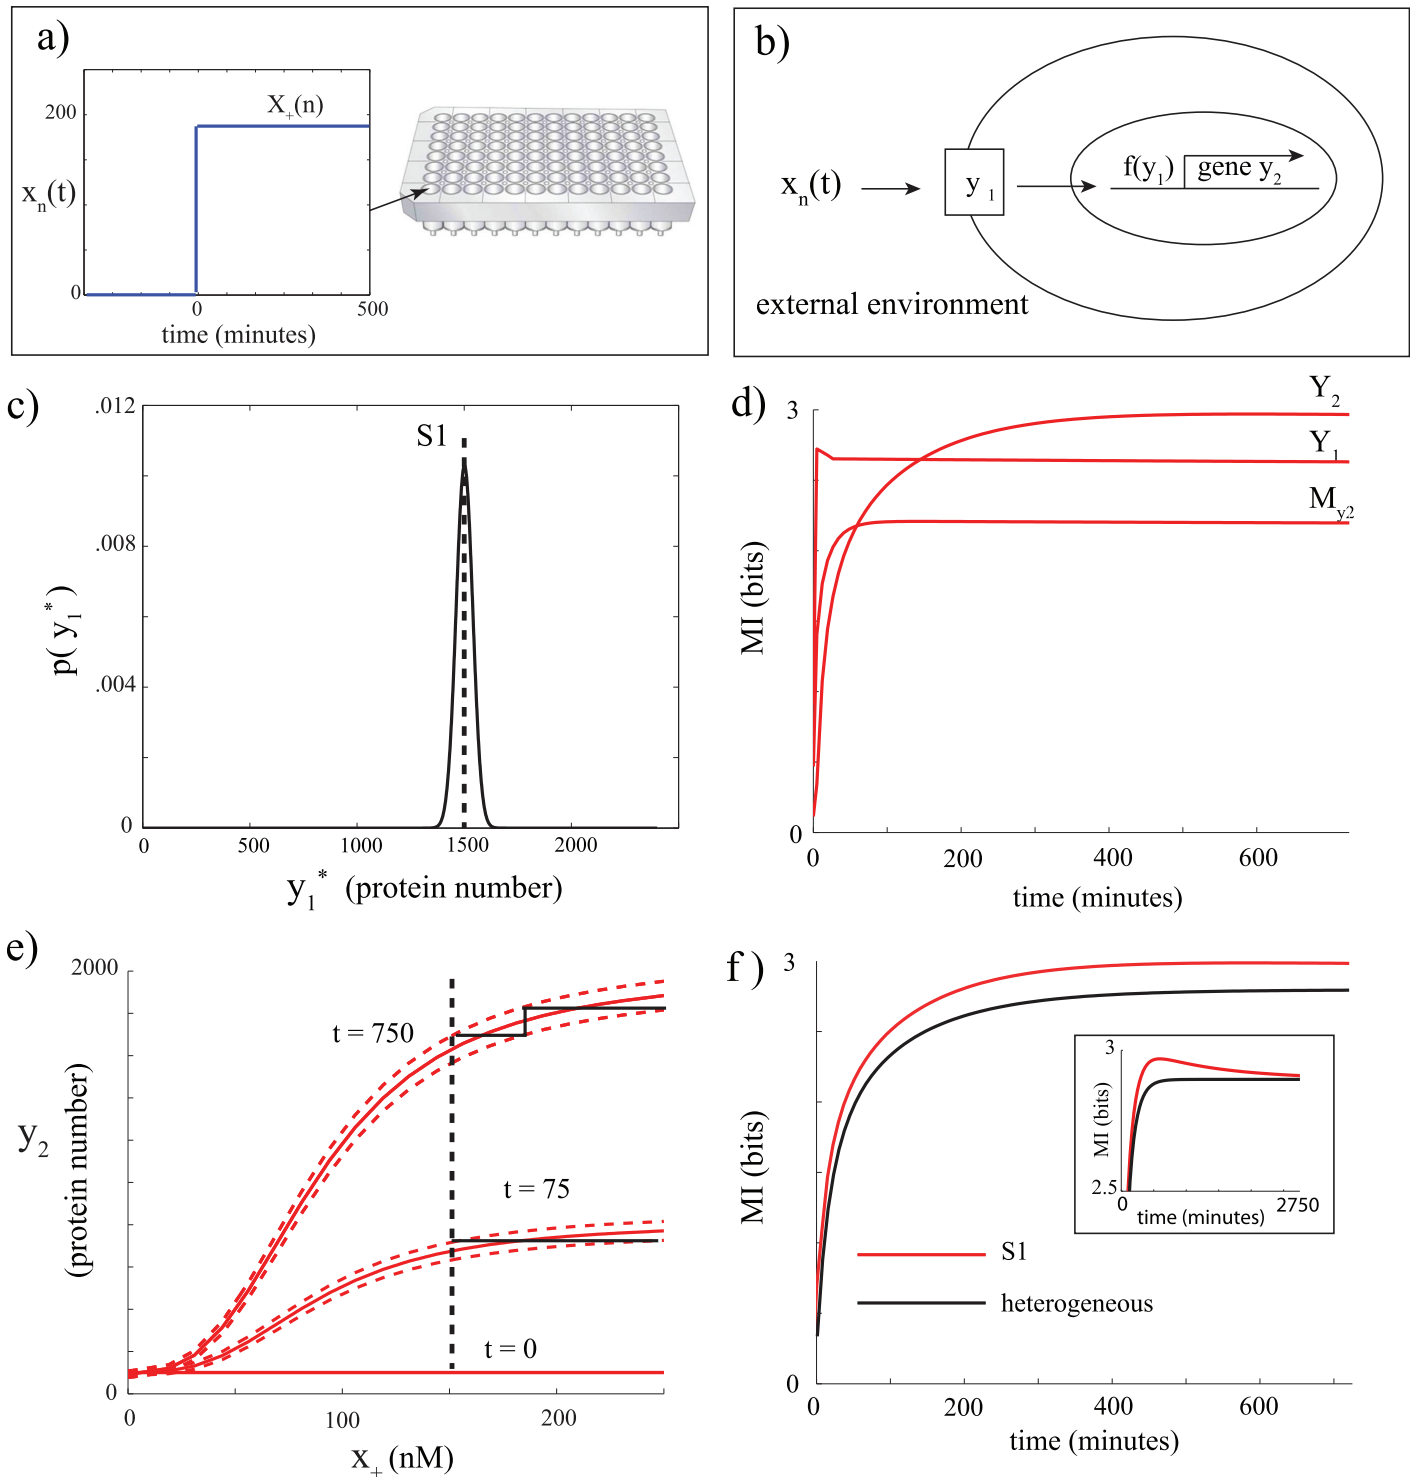 a)
200
X+(n)
xn(t)
0
0
500
time (minutes)
b)
xn(t)
y1
f(y1)
gene y2
external environment
c)
.012
S1
.008
p( y1*)
.004
0
0
500
1000
1500
2000
y1* (protein number)
d)
3
Y2
Y1
My2
MI (bits)
0
0
200
400
600
time (minutes)
e)
2000
t = 750
y2
(protein number)
t = 75
t = 0
0
0
100
200
x+ (nM)
f )
3
MI (bits)
3
MI (bits)
2.5
0
2750
time (minutes)
S1
heterogeneous
0
0
200
400
600
time (minutes)